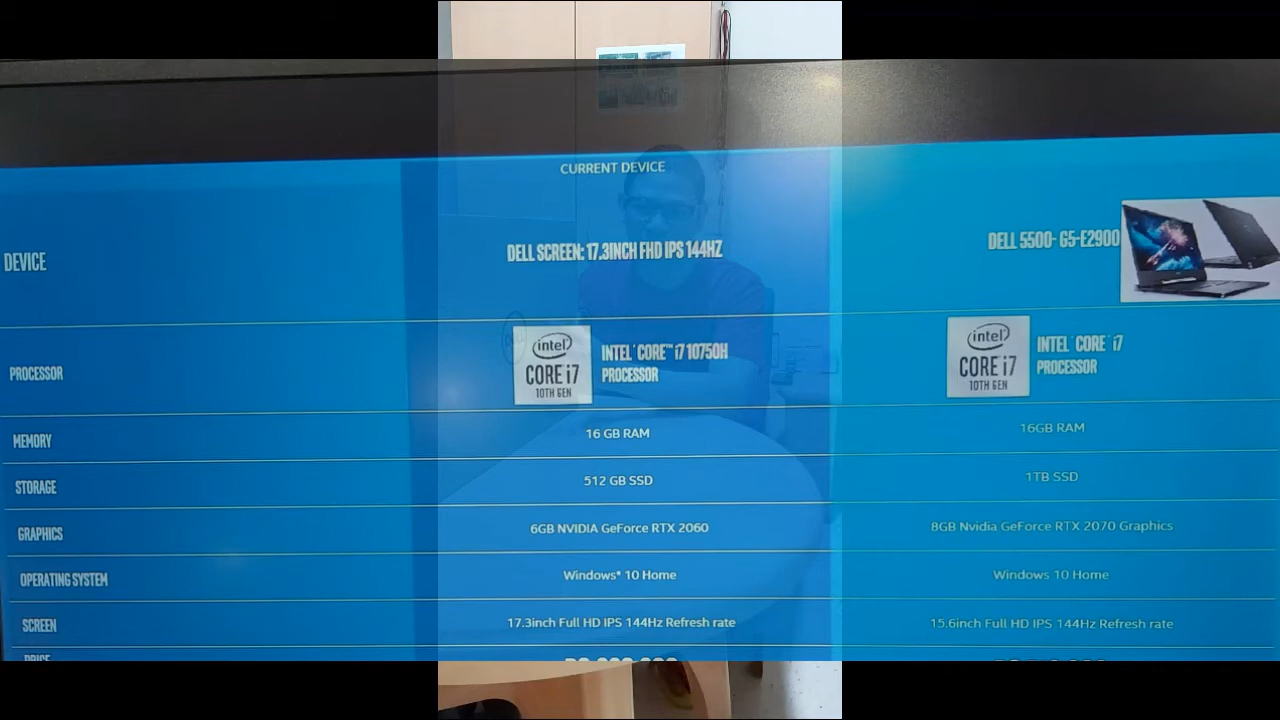 CURRENT DEVICE
DEVICE
DELL SCREEN: 17.3INCH FHD IPS 144HZ
DELL 5500- G5-E2900
PROCESSOR
intel
CORE i7
10TH GEN
INTEL® CORE™ i7 10750H
PROCESSOR
intel
CORE i7
10TH GEN
INTEL® CORE™ i7
PROCESSOR
MEMORY
16 GB RAM
16GB RAM
STORAGE
512 GB SSD
1TB SSD
GRAPHICS
6GB NVIDIA GeForce RTX 2060
8GB Nvidia GeForce RTX 2070 Graphics
OPERATING SYSTEM
Windows* 10 Home
Windows 10 Home
SCREEN
17.3inch Full HD IPS 144Hz Refresh rate
15.6inch Full HD IPS 144Hz Refresh rate
PRICE